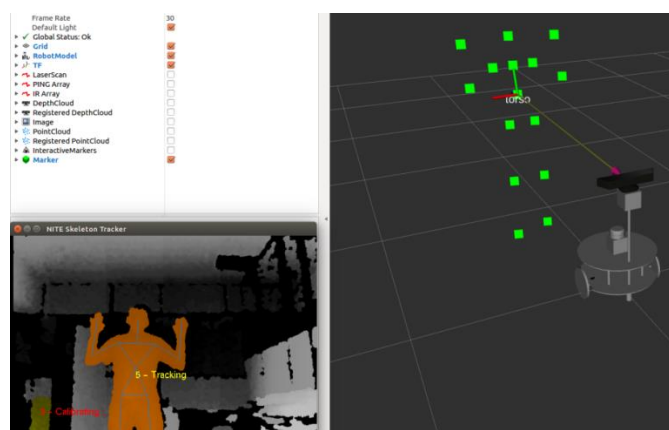 Frame Rate 30
Default Light
Global Status: Ok
Grid
RobotModel
TF
LaserScan
PING Array
IR Array
DepthCloud
Registered DepthCloud
Image
PointCloud
Registered PointCloud
InteractiveMarkers
Marker
torso
NITE Skeleton Tracker
5 - Tracking
- Calibrating